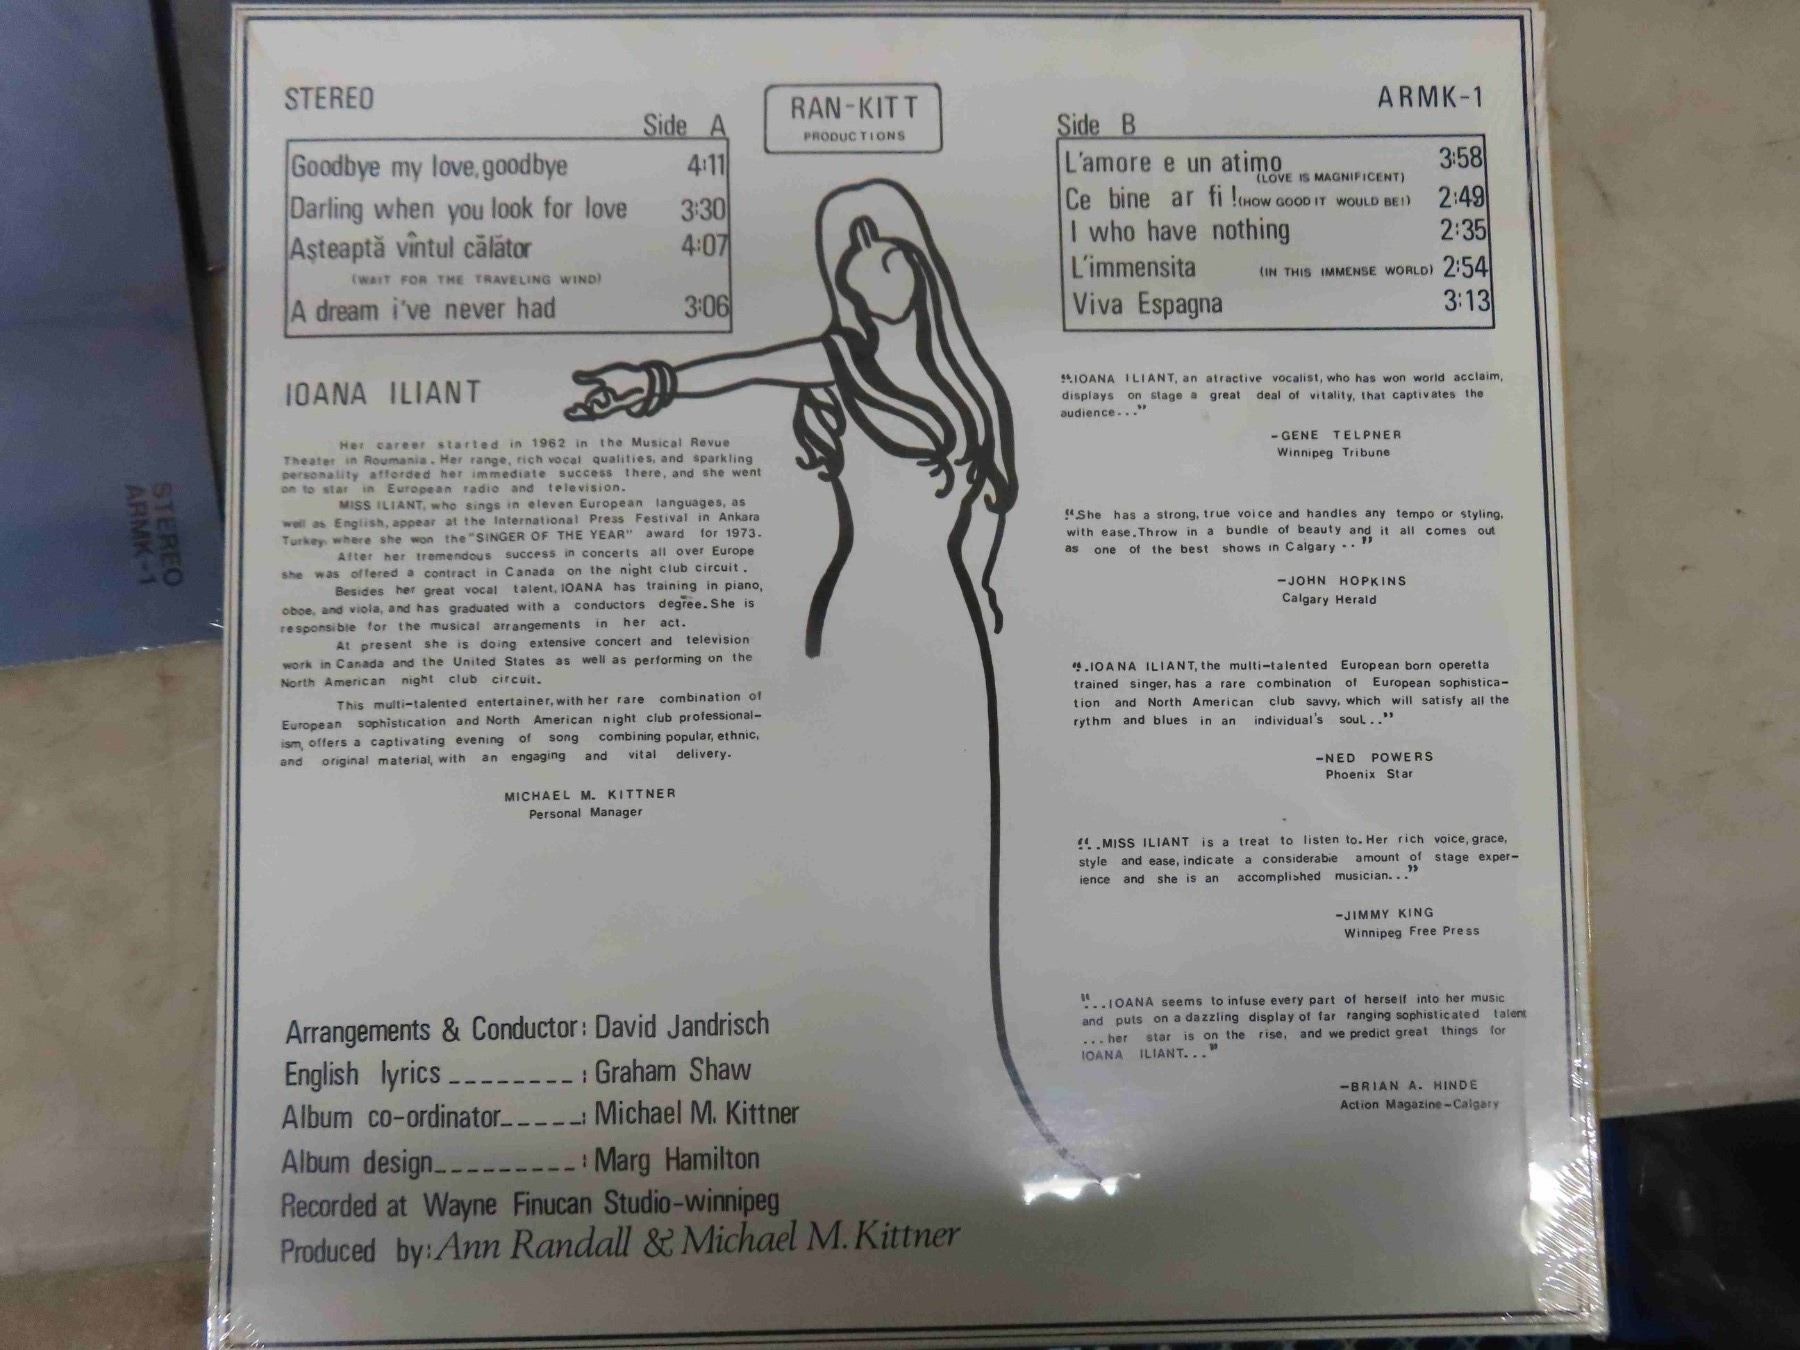 STEREO
RAN-KITT
PRODUCTIONS
ARMK-1
Side A
Goodbye my love, goodbye 4:11
Darling when you look for love 3:30
Așteaptă vîntul călător 4:07
(WAIT FOR THE TRAVELING WIND)
A dream i've never had 3:06
Side B
L'amore e un atimo 3:58
(LOVE IS MAGNIFICENT)
Ce bine ar fi! (HOW GOOD IT WOULD BE!) 2:49
I who have nothing 2:35
L'immensita (IN THIS IMMENSE WORLD) 2:54
Viva Espagna 3:13
IOANA ILIANT
Her career started in 1962 in the Musical Revue
Theater in Roumania. Her range, rich vocal qualities, and sparkling
personality afforded her immediate success there, and she went
on to star in European radio and television.
MISS ILIANT, who sings in eleven European languages, as
well as English, appear at the International Press Festival in Ankara
Turkey, where she won the "SINGER OF THE YEAR" award for 1973.
After her tremendous success in concerts all over Europe
she was offered a contract in Canada on the night club circuit.
Besides her great vocal talent, IOANA has training in piano,
oboe, and viola, and has graduated with a conductors degree. She is
responsible for the musical arrangements in her act.
At present she is doing extensive concert and television
work in Canada and the United States as well as performing on the
North American night club circuit.
This multi-talented entertainer, with her rare combination of
European sophistication and North American night club professional-
ism, offers a captivating evening of song combining popular, ethnic,
and original material, with an engaging and vital delivery.
MICHAEL M. KITTNER
Personal Manager
"..IOANA ILIANT, an atractive vocalist, who has won world acclaim,
displays on stage a great deal of vitality, that captivates the
audience..."
-GENE TELPNER
Winnipeg Tribune
"She has a strong, true voice and handles any tempo or styling,
with ease. Throw in a bundle of beauty and it all comes out
as one of the best shows in Calgary .."
-JOHN HOPKINS
Calgary Herald
"..IOANA ILIANT, the multi-talented European born operetta
trained singer, has a rare combination of European sophistica-
tion and North American club savvy, which will satisfy all the
rythm and blues in an individual's soul.."
-NED POWERS
Phoenix Star
"..MISS ILIANT is a treat to listen to. Her rich voice, grace,
style and ease, indicate a considerable amount of stage exper-
ience and she is an accomplished musician..."
-JIMMY KING
Winnipeg Free Press
"...IOANA seems to infuse every part of herself into her music
and puts on a dazzling display of far ranging sophisticated talent
...her star is on the rise, and we predict great things for
IOANA ILIANT..."
-BRIAN A. HINDE
Action Magazine-Calgary
Arrangements & Conductor: David Jandrisch
English lyrics ________: Graham Shaw
Album co-ordinator_____: Michael M. Kittner
Album design_________: Marg Hamilton
Recorded at Wayne Finucan Studio-winnipeg
Produced by: Ann Randall & Michael M. Kittner
STEREO
ARMK-1